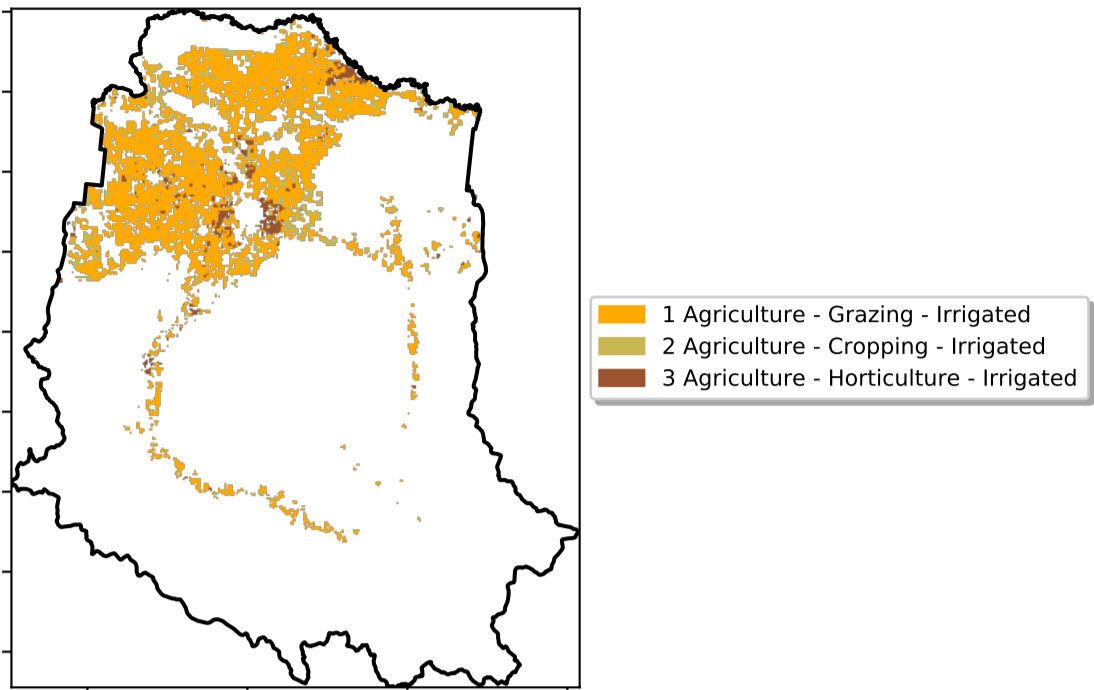 1 Agriculture - Grazing - Irrigated
2 Agriculture - Cropping - Irrigated
3 Agriculture - Horticulture - Irrigated